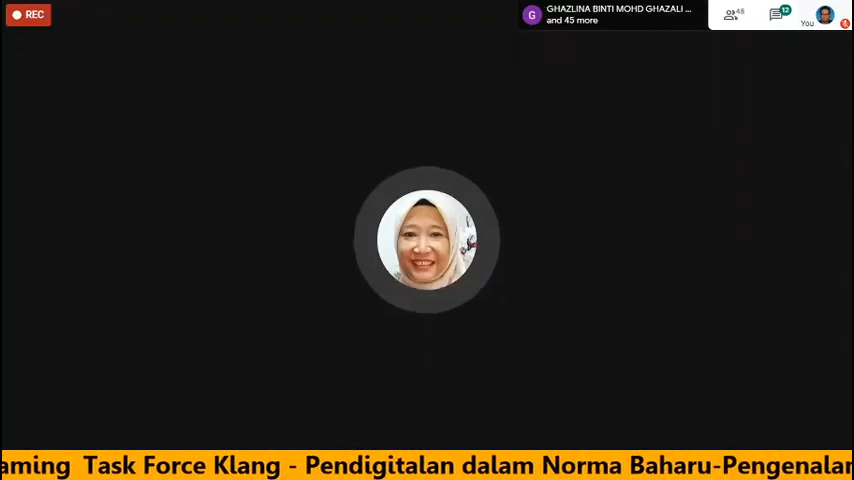 REC
G
GHAZLINA BINTI MOHD GHAZALI ...
and 45 more
46
12
You
aming Task Force Klang - Pendigitalan dalam Norma Baharu-Pengenalan